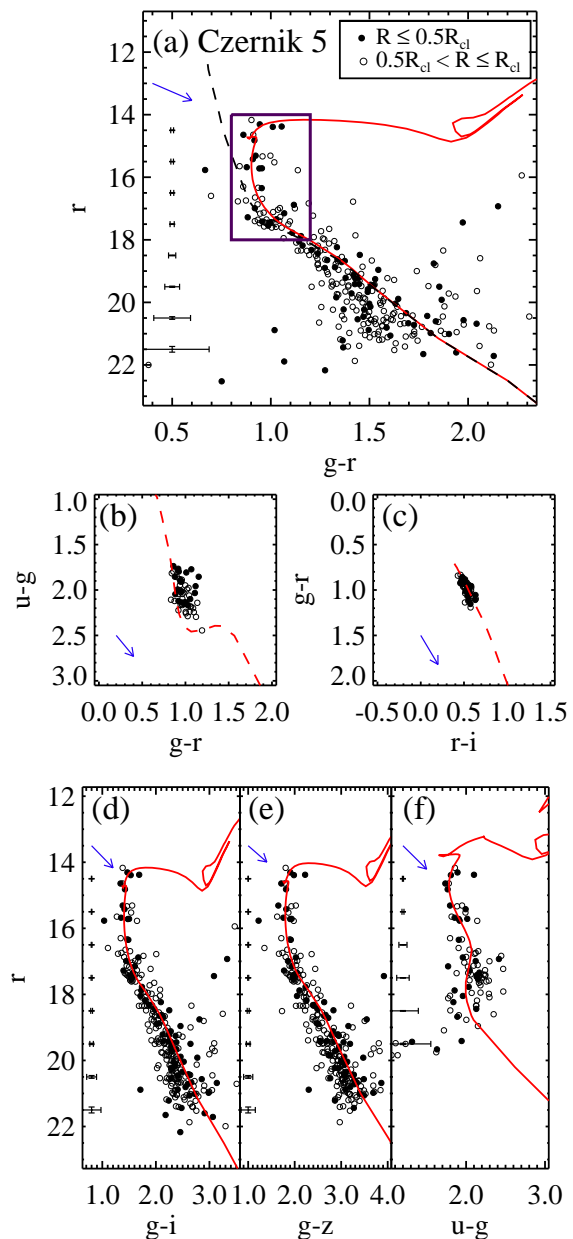 (a) Czernik 5
R ≤ 0.5Rcl
0.5Rcl < R ≤ Rcl
12
14
16
18
20
22
r
0.5 1.0 1.5 2.0
g-r
(b)
1.0
1.5
2.0
2.5
3.0
u-g
0.0 0.5 1.0 1.5 2.0
g-r
(c)
0.0
0.5
1.0
1.5
2.0
g-r
-0.5 0.0 0.5 1.0 1.5
r-i
(d) (e) (f)
12
14
16
18
20
22
r
1.0 2.0 3.0 1.0 2.0 3.0 4.0 2.0 3.0
g-i g-z u-g